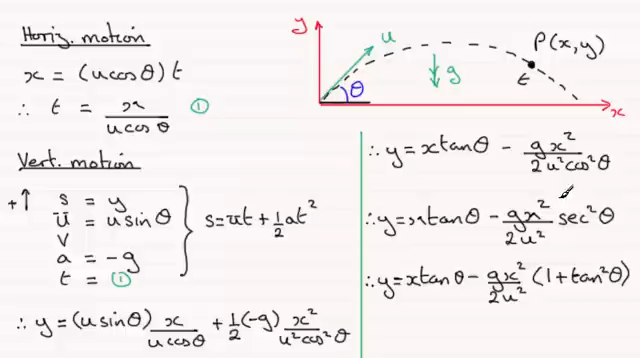 Horiz. motion
x = (u cos θ) t
∴ t = x / (u cos θ) ①
Vert. motion
+↑ s = y
u = u sin θ
v
a = -g
t = ①
s = ut + ½at²
∴ y = (u sin θ) x / (u cos θ) + ½(-g) x² / (u² cos² θ)
y
u
P(x, y)
θ
g
t
x
∴ y = x tan θ - gx² / (2u² cos² θ)
∴ y = x tan θ - gx² / (2u²) sec² θ
∴ y = x tan θ - gx² / (2u²) (1 + tan² θ)